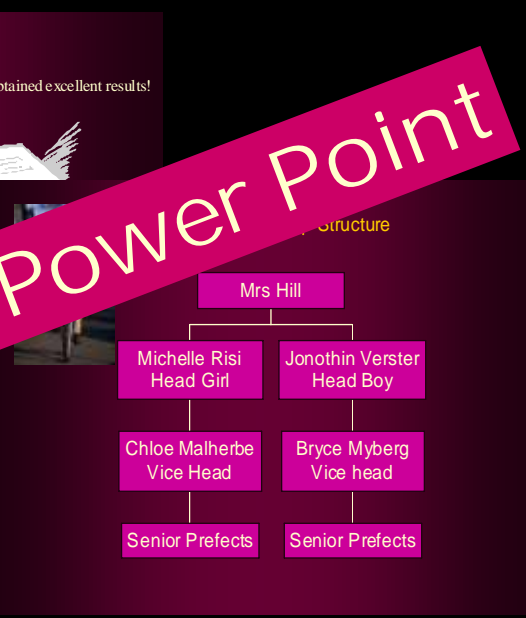 obtained excellent results!
Power Point
Structure
Mrs Hill
Michelle Risi
Head Girl
Jonothin Verster
Head Boy
Chloe Malherbe
Vice Head
Bryce Myberg
Vice head
Senior Prefects
Senior Prefects